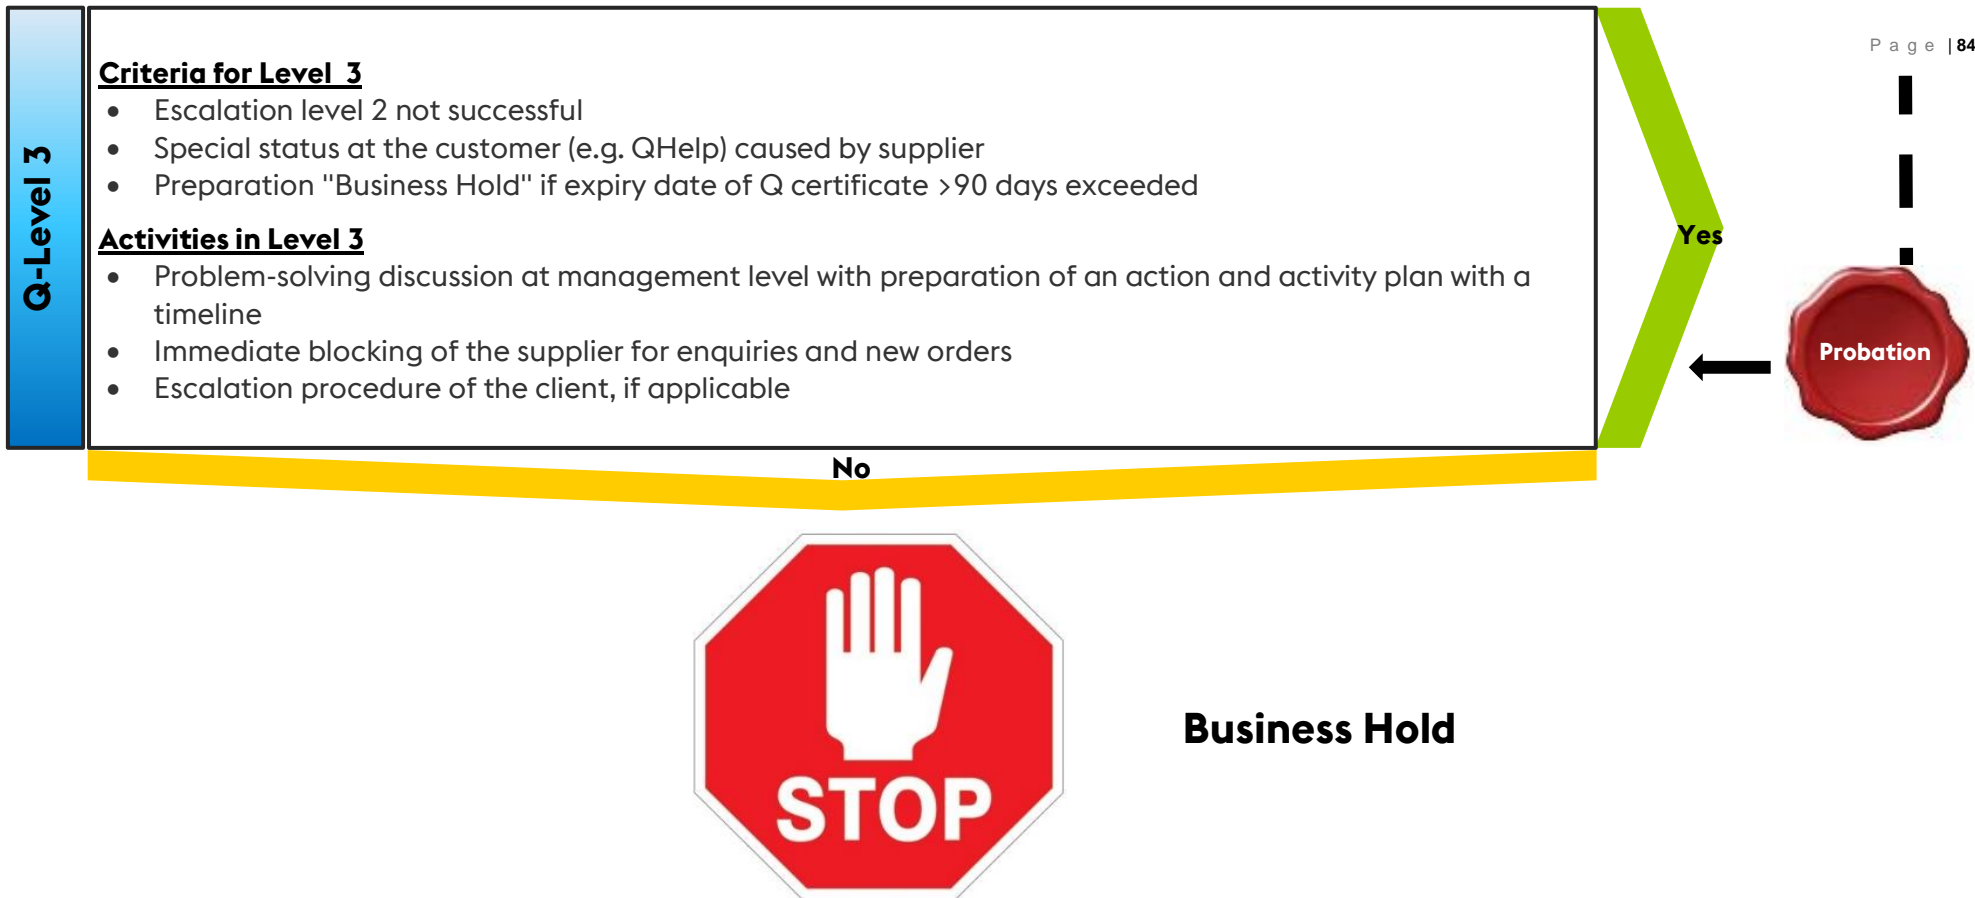 Page |84
Q-Level 3
Criteria for Level 3
• Escalation level 2 not successful
• Special status at the customer (e.g. QHelp) caused by supplier
• Preparation "Business Hold" if expiry date of Q certificate >90 days exceeded
Activities in Level 3
• Problem-solving discussion at management level with preparation of an action and activity plan with a
timeline
• Immediate blocking of the supplier for enquiries and new orders
• Escalation procedure of the client, if applicable
Yes
Probation
No
STOP
Business Hold